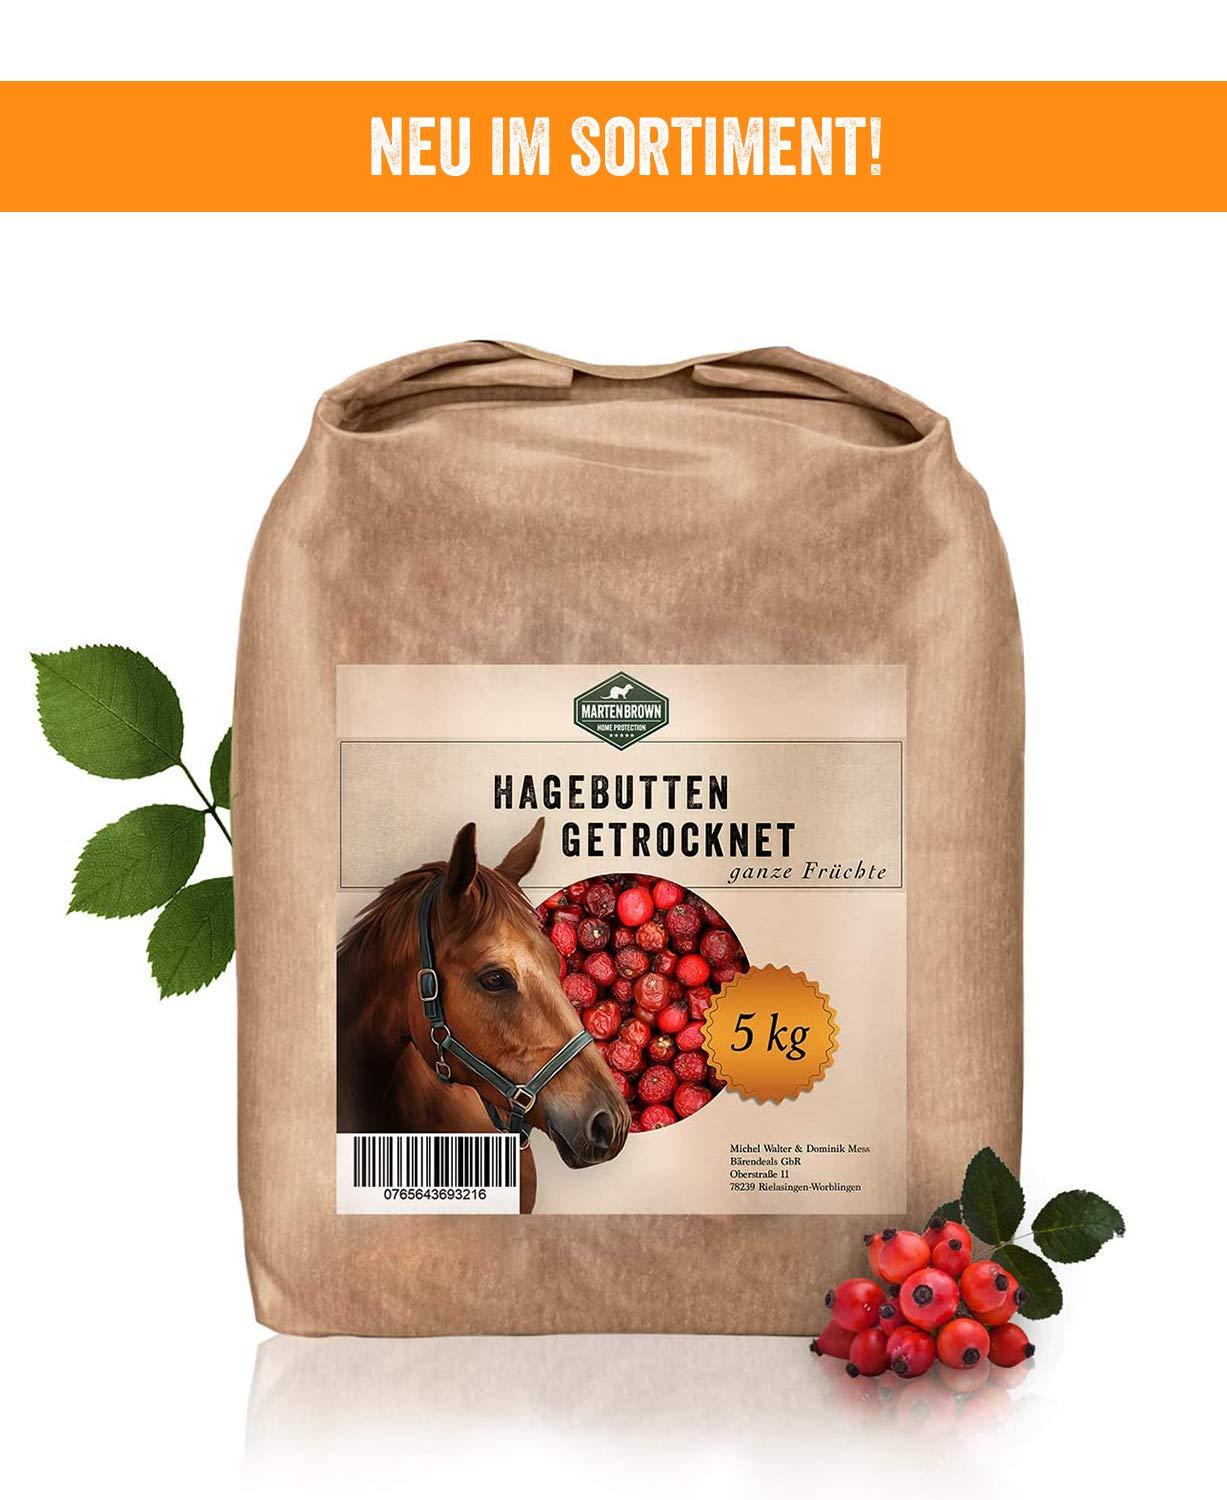 NEU IM SORTIMENT!
MARTEN BROWN
HOME PROTECTION
HAGEBUTTEN
GETROCKNET
ganze Früchte
5 kg
Michel Walter & Dominik Mess
Bärendeals GbR
Oberstraße 11
78239 Rielasingen-Worblingen
0765643693216